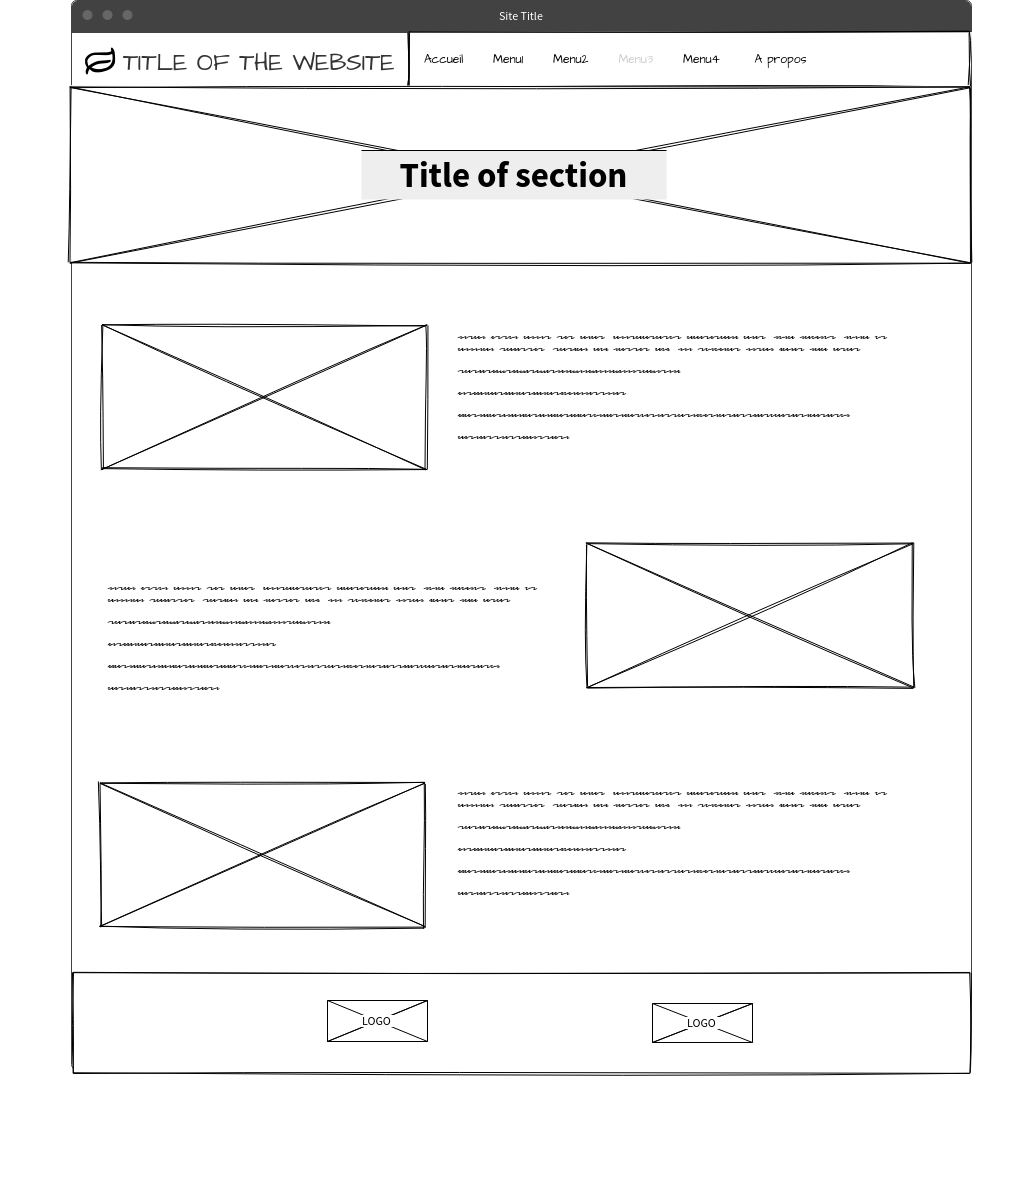 Site Title
TITLE OF THE WEBSITE
Accueil Menu1 Menu2 Menu3 Menu4 A propos
Title of section
LOGO LOGO